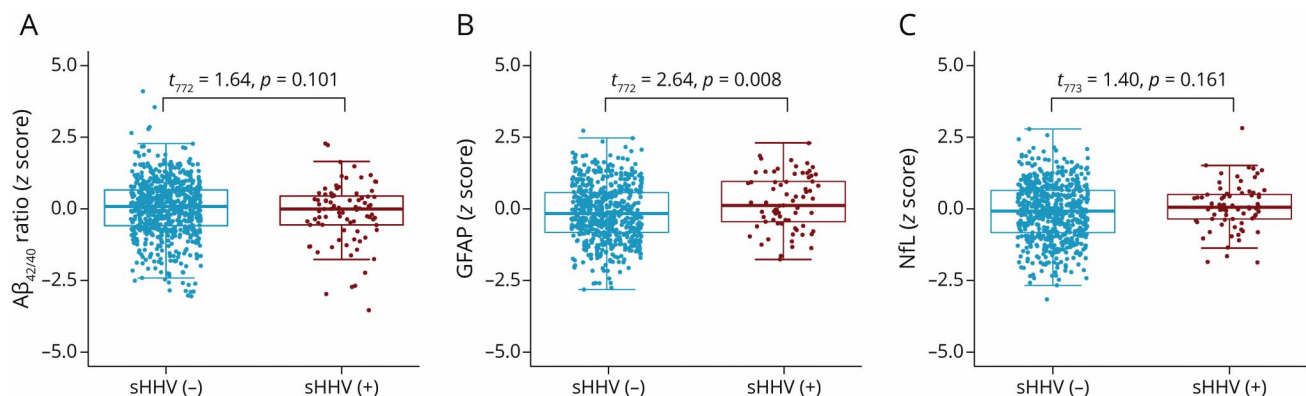 A
Aβ42/40 ratio (z score)
5.0
2.5
0.0
−2.5
−5.0
t772 = 1.64, p = 0.101
sHHV (−)
sHHV (+)
B
GFAP (z score)
5.0
2.5
0.0
−2.5
−5.0
t772 = 2.64, p = 0.008
sHHV (−)
sHHV (+)
C
NfL (z score)
5.0
2.5
0.0
−2.5
−5.0
t773 = 1.40, p = 0.161
sHHV (−)
sHHV (+)